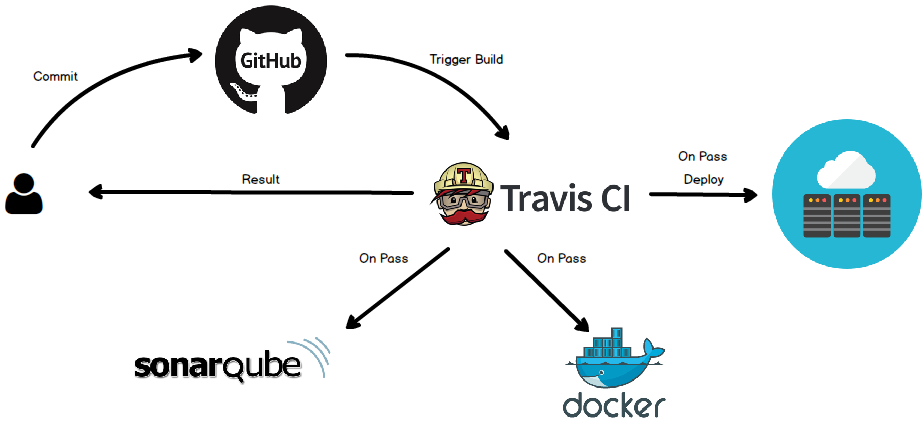 GitHub
Trigger Build
Commit
On Pass
Deploy
Result
T
Travis CI
On Pass
On Pass
sonarqube
docker